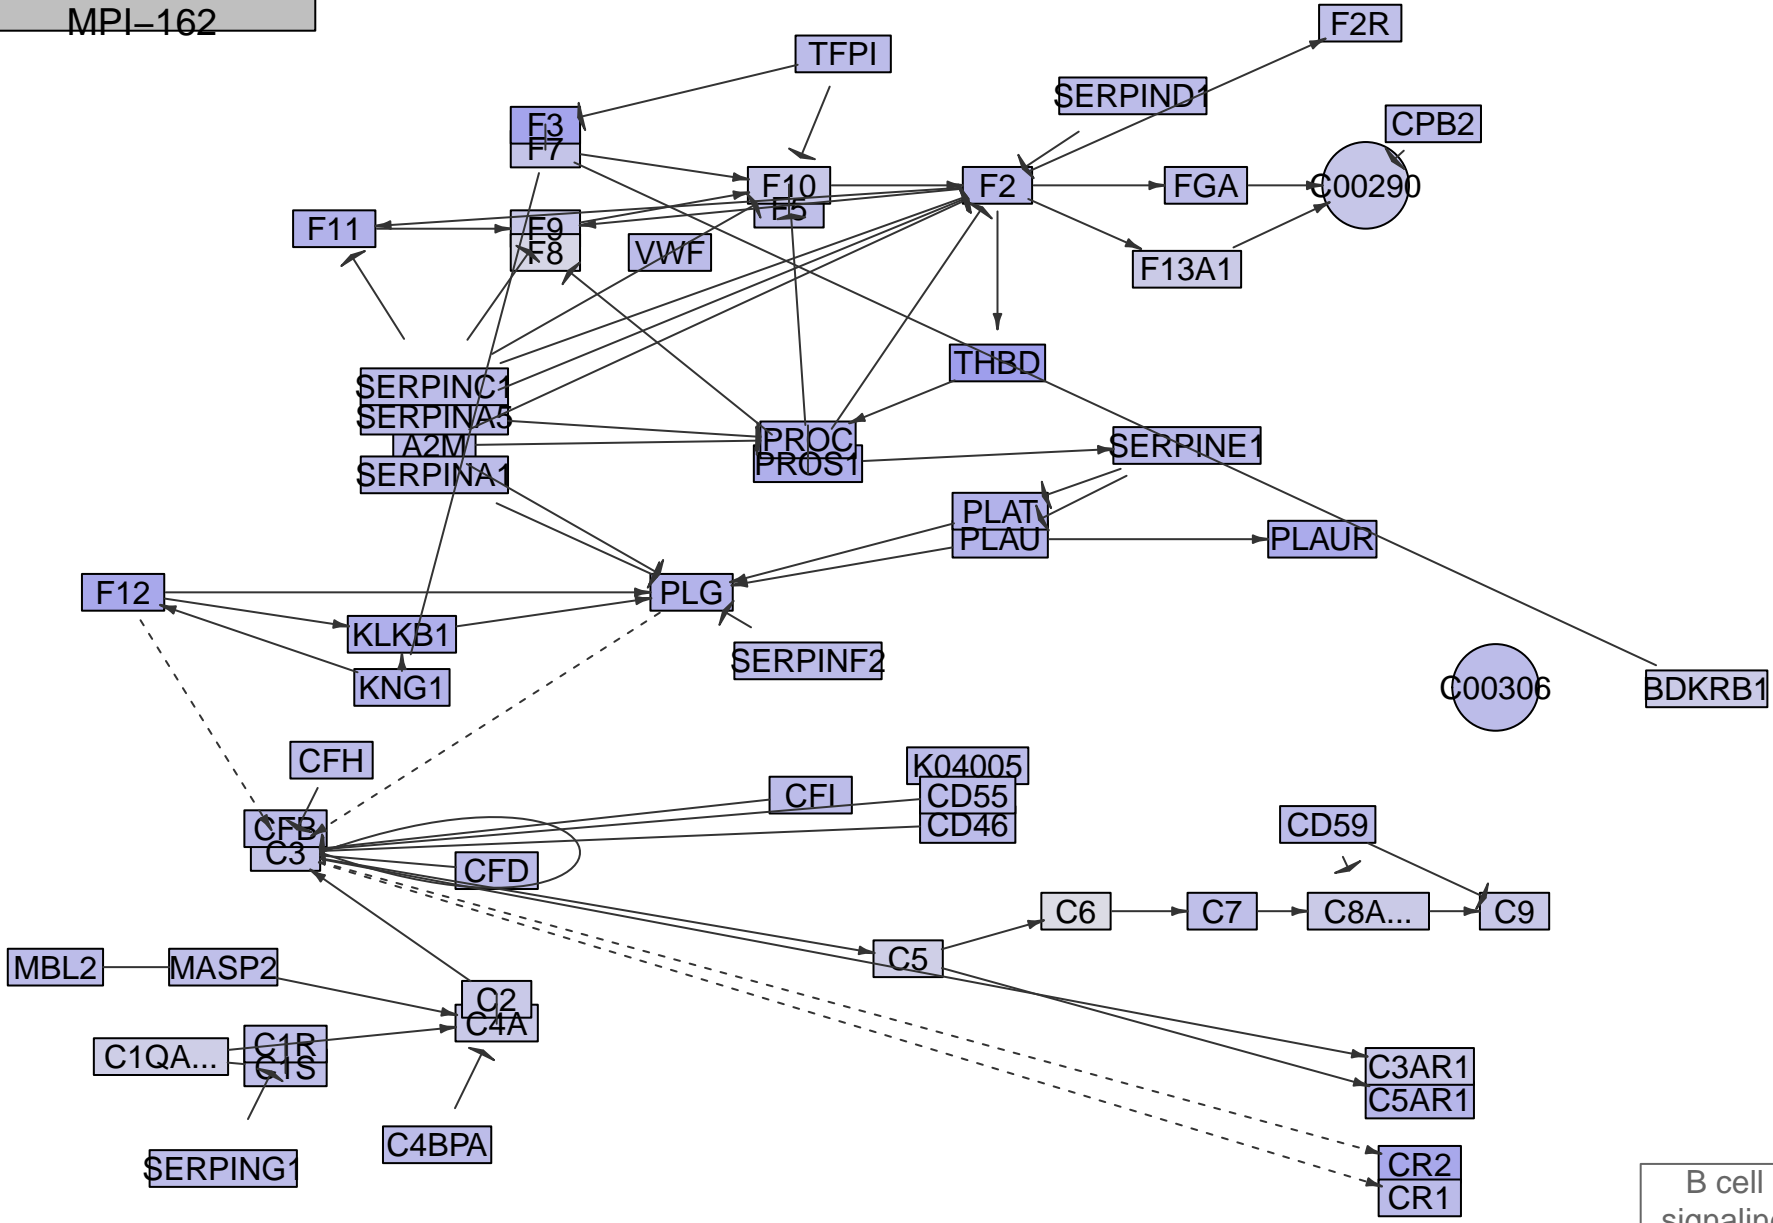 MPI–162
F2R
TFPI
SERPIND1
CPB2
F3
F7
F10
F5
F2
FGA
C00290
F11
F9
F8
VWF
F13A1
THBD
SERPINC1
SERPINA5
A2M
SERPINA1
PROC
PROS1
SERPINE1
PLAT
PLAU
PLAUR
F12
PLG
KLKB1
SERPINF2
KNG1
C00306
BDKRB1
CFH
K04005
CFI
CD55
CD46
CFB
C3
CD59
CFD
C6
C7
C8A...
C9
C5
MBL2
MASP2
C2
C4A
C1QA...
C1R
C1S
C3AR1
C5AR1
C4BPA
SERPING1
CR2
CR1
B cell